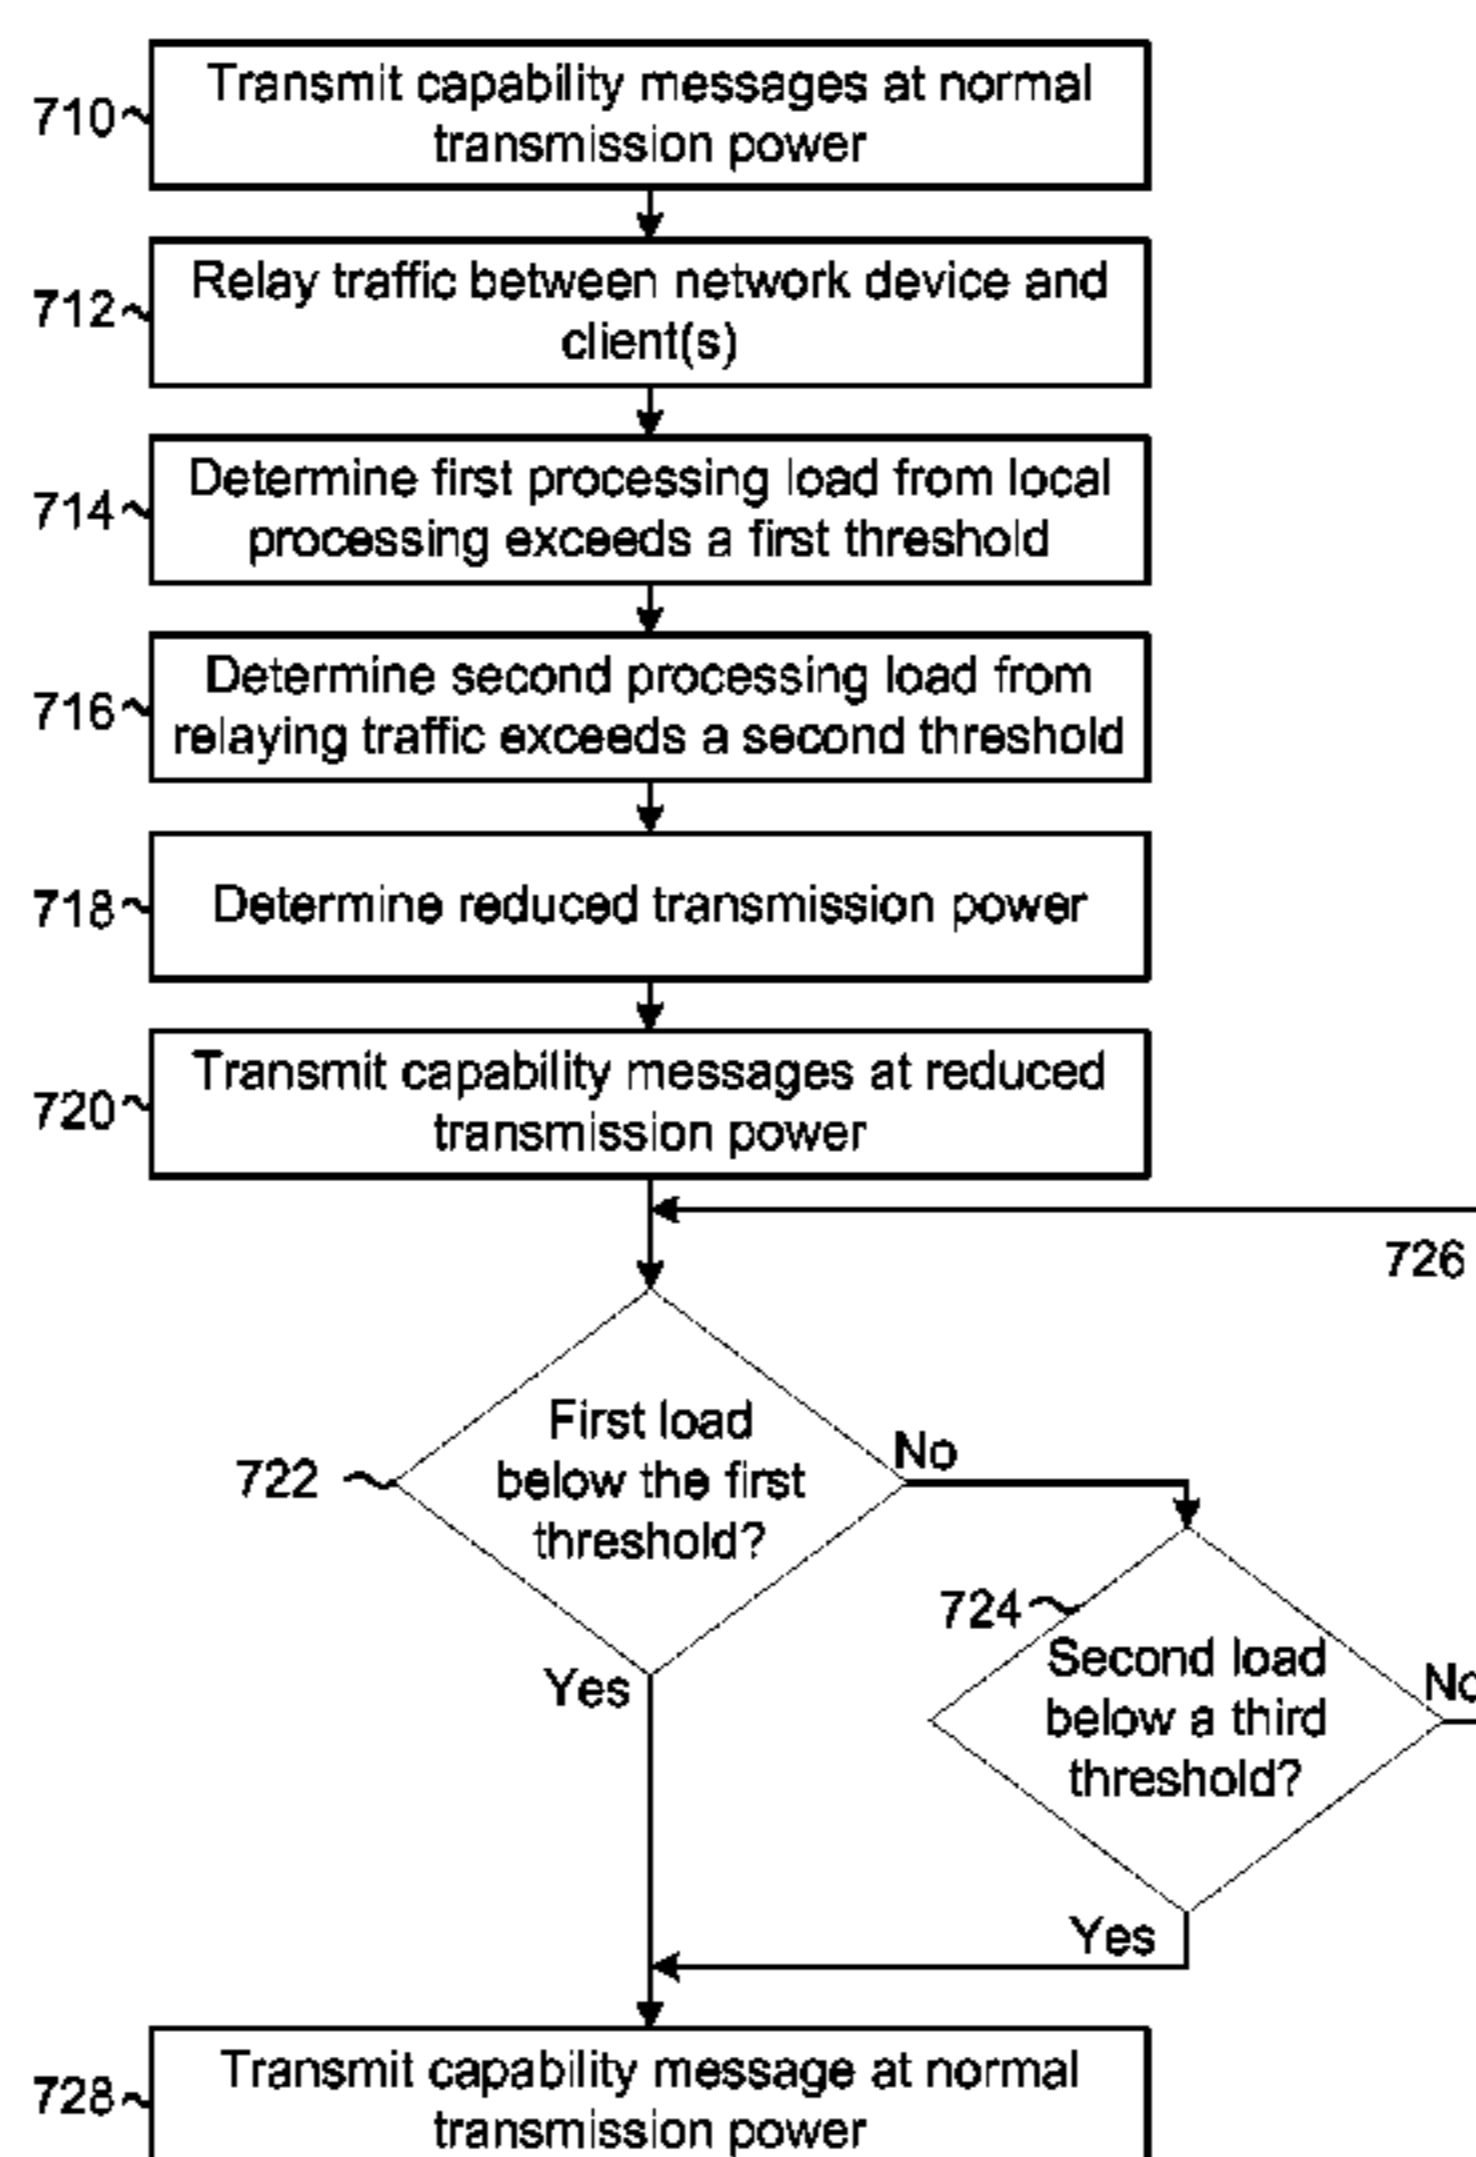 710
Transmit capability messages at normal
transmission power
712
Relay traffic between network device and
client(s)
714
Determine first processing load from local
processing exceeds a first threshold
716
Determine second processing load from
relaying traffic exceeds a second threshold
718
Determine reduced transmission power
720
Transmit capability messages at reduced
transmission power
726
722
First load
below the first
threshold?
No
724
Second load
below a third
threshold?
No
Yes
Yes
728
Transmit capability message at normal
transmission power